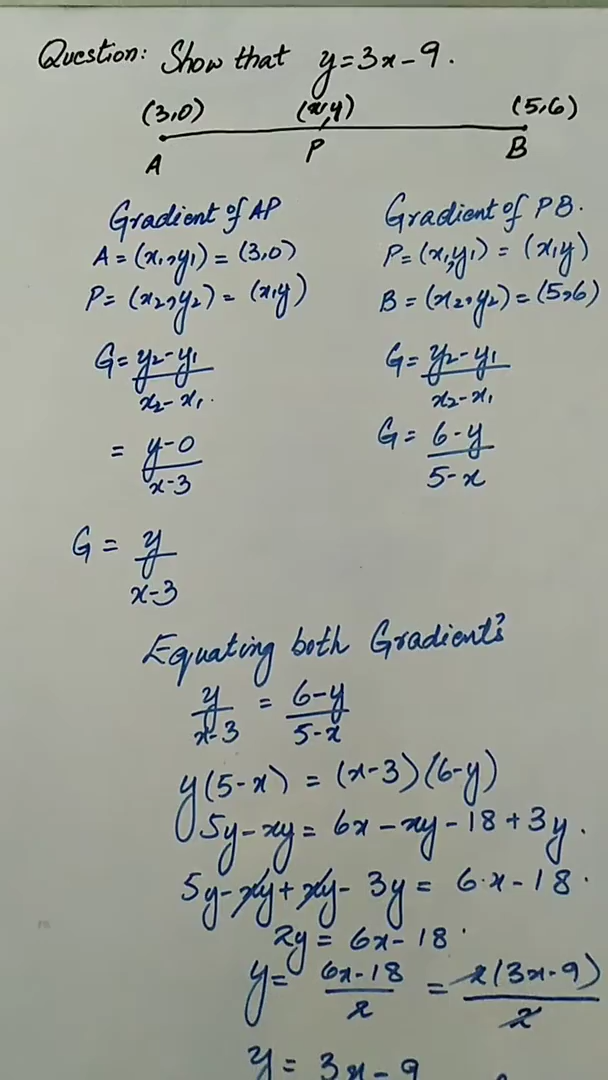 Question: Show that y=3x-9.
(3,0) (x,y) (5,6)
A P B
Gradient of AP
A = (x₁,y₁) = (3,0)
P = (x₂,y₂) = (x,y)
G = y₂-y₁ / x₂-x₁.
= y-0 / x-3
G = y / x-3
Gradient of PB.
P = (x,y₁) = (x,y)
B = (x₂,y₂) = (5,6)
G = y₂-y₁ / x₂-x₁
G = 6-y / 5-x
Equating both Gradients
y / x-3 = 6-y / 5-x
y(5-x) = (x-3)(6-y)
5y-xy = 6x-xy-18+3y.
5y-xy+xy-3y = 6x-18.
2y = 6x-18.
y = 6x-18 / 2 = 2(3x-9) / 2
y = 3x-9